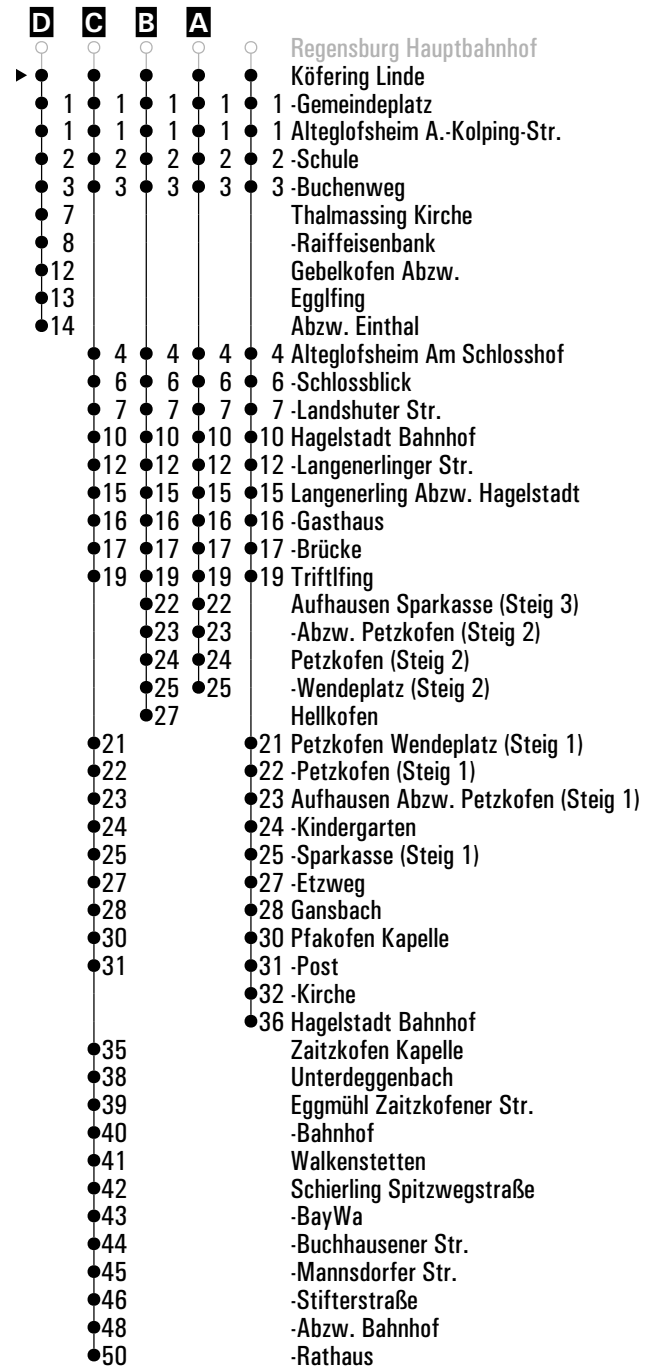 D C B A
Regensburg Hauptbahnhof
Köfering Linde
1 1 1 1 1 -Gemeindeplatz
1 1 1 1 1 Alteglofsheim A.-Kolping-Str.
2 2 2 2 2 -Schule
3 3 3 3 3 -Buchenweg
7 Thalmassing Kirche
8 -Raiffeisenbank
12 Gebelkofen Abzw.
13 Egglfing
14 Abzw. Einthal
4 4 4 4 Alteglofsheim Am Schlosshof
6 6 6 6 -Schlossblick
7 7 7 7 -Landshuter Str.
10 10 10 10 Hagelstadt Bahnhof
12 12 12 12 -Langenerlinger Str.
15 15 15 15 Langenerling Abzw. Hagelstadt
16 16 16 16 -Gasthaus
17 17 17 17 -Brücke
19 19 19 19 Triftlfing
22 22 Aufhausen Sparkasse (Steig 3)
23 23 -Abzw. Petzkofen (Steig 2)
24 24 Petzkofen (Steig 2)
25 25 -Wendeplatz (Steig 2)
27 Hellkofen
21 21 Petzkofen Wendeplatz (Steig 1)
22 22 -Petzkofen (Steig 1)
23 23 Aufhausen Abzw. Petzkofen (Steig 1)
24 24 -Kindergarten
25 25 -Sparkasse (Steig 1)
27 27 -Etzweg
28 28 Gansbach
30 30 Pfakofen Kapelle
31 31 -Post
32 -Kirche
36 Hagelstadt Bahnhof
35 Zaitzkofen Kapelle
38 Unterdeggenbach
39 Eggmühl Zaitzkofener Str.
40 -Bahnhof
41 Walkenstetten
42 Schierling Spitzwegstraße
43 -BayWa
44 -Buchhausener Str.
45 -Mannsdorfer Str.
46 -Stifterstraße
48 -Abzw. Bahnhof
50 -Rathaus